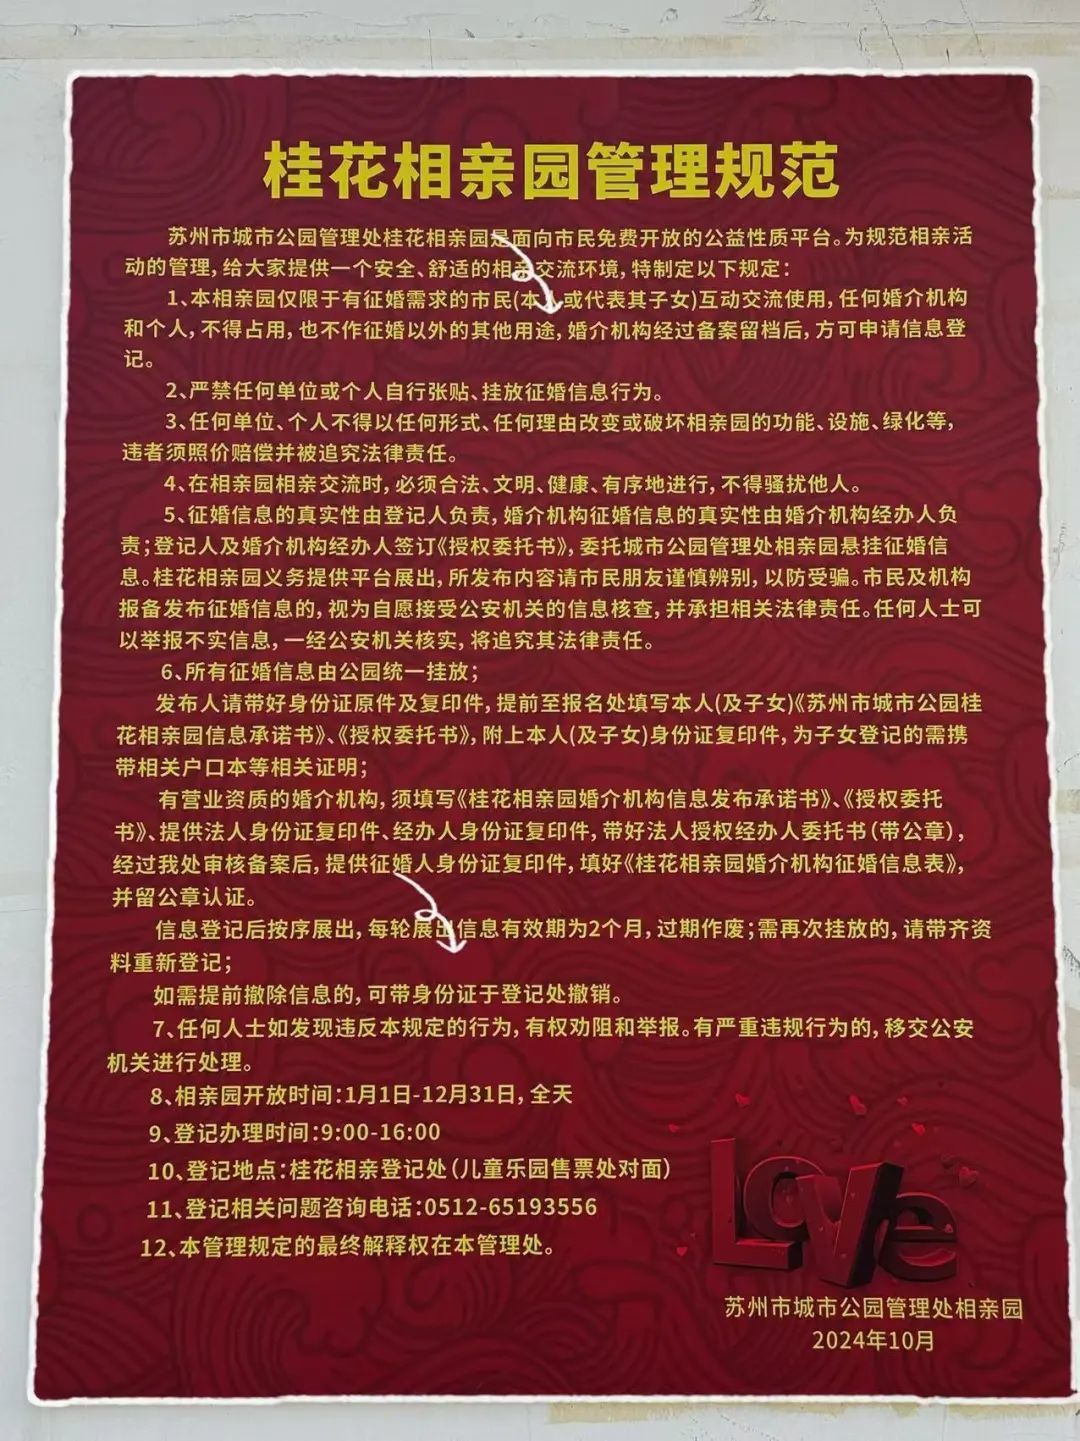 桂花相亲园管理规范
苏州市城市公园管理处桂花相亲园是面向市民免费开放的公益性质平台。为规范相亲活
动的管理，给大家提供一个安全、舒适的相亲交流环境，特制定以下规定：
1、本相亲园仅限于有征婚需求的市民(本人或代表其子女)互动交流使用，任何婚介机构
和个人，不得占用，也不作征婚以外的其他用途，婚介机构经过备案留档后，方可申请信息登
记。
2、严禁任何单位或个人自行张贴、挂放征婚信息行为。
3、任何单位、个人不得以任何形式、任何理由改变或破坏相亲园的功能、设施、绿化等，
违者须照价赔偿并被追究法律责任。
4、在相亲园相亲交流时，必须合法、文明、健康、有序地进行，不得骚扰他人。
5、征婚信息的真实性由登记人负责，婚介机构征婚信息的真实性由婚介机构经办人负
责；登记人及婚介机构经办人签订《授权委托书》，委托城市公园管理处相亲园悬挂征婚信
息。桂花相亲园义务提供平台展出，所发布内容请市民朋友谨慎辨别，以防受骗。市民及机构
报备发布征婚信息的，视为自愿接受公安机关的信息核查，并承担相关法律责任。任何人士可
以举报不实信息，一经公安机关核实，将追究其法律责任。
6、所有征婚信息由公园统一挂放；
发布人请带好身份证原件及复印件，提前至报名处填写本人(及子女)《苏州市城市公园桂
花相亲园信息承诺书》、《授权委托书》，附上本人(及子女)身份证复印件，为子女登记的需携
带相关户口本等相关证明；
有营业资质的婚介机构，须填写《桂花相亲园婚介机构信息发布承诺书》、《授权委托
书》、提供法人身份证复印件、经办人身份证复印件，带好法人授权经办人委托书（带公章），
经过我处审核备案后，提供征婚人身份证复印件，填好《桂花相亲园婚介机构征婚信息表》，
并留公章认证。
信息登记后按序展出，每轮展出信息有效期为2个月，过期作废；需再次挂放的，请带齐资
料重新登记；
如需提前撤除信息的，可带身份证于登记处撤销。
7、任何人士如发现违反本规定的行为，有权劝阻和举报。有严重违规行为的，移交公安
机关进行处理。
8、相亲园开放时间：1月1日-12月31日，全天
9、登记办理时间：9:00-16:00
10、登记地点：桂花相亲登记处（儿童乐园售票处对面）
11、登记相关问题咨询电话：0512-65193556
12、本管理规定的最终解释权在本管理处。
Love
苏州市城市公园管理处相亲园
2024年10月